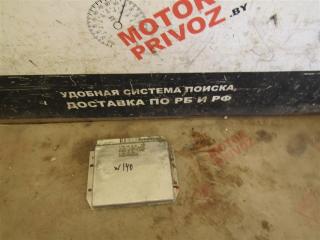 MOTOR
PRIVOZ.BY
УДОБНАЯ СИСТЕМА ПОИСКА,
ДОСТАВКА ПО РБ И РФ
W140